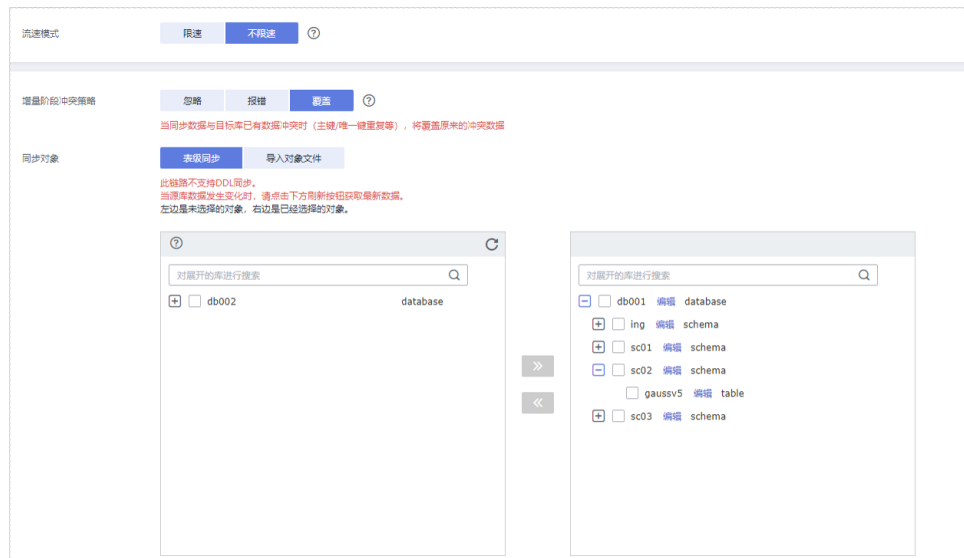 流速模式 限速 不限速
增量阶段冲突策略 忽略 报错 覆盖
当同步数据与目标库已有数据冲突时（主键/唯一键重复等），将覆盖原来的冲突数据
同步对象 表级同步 导入对象文件
此链路不支持DDL同步。
当源库数据发生变化时，请点击下方刷新按钮获取最新数据。
左边是未选择的对象，右边是已经选择的对象。
对展开的库进行搜索
db002 database
对展开的库进行搜索
db001 编辑 database
ing 编辑 schema
sc01 编辑 schema
sc02 编辑 schema
gaussv5 编辑 table
sc03 编辑 schema